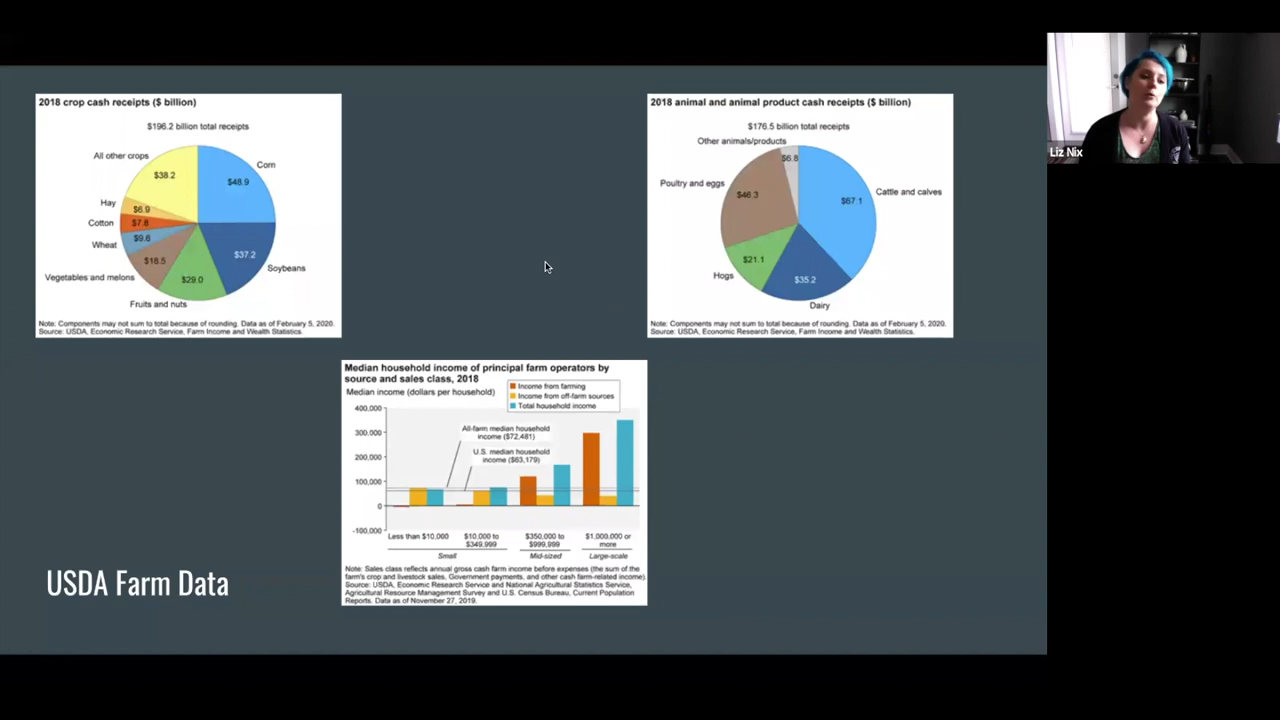 2018 crop cash receipts ($ billion)
$196.2 billion total receipts
All other crops
Corn
$38.2
$48.9
Hay
$6.9
Cotton
$7.8
Wheat
$9.6
$37.2
Soybeans
$18.5
Vegetables and melons
$29.0
Fruits and nuts
Note: Components may not sum to total because of rounding. Data as of February 5, 2020.
Source: USDA, Economic Research Service, Farm Income and Wealth Statistics.
2018 animal and animal product cash receipts ($ billion)
$176.5 billion total receipts
Other animals/products
$6.8
Poultry and eggs
$46.3
Cattle and calves
$67.1
$21.1
Hogs
$35.2
Dairy
Note: Components may not sum to total because of rounding. Data as of February 5, 2020.
Source: USDA, Economic Research Service, Farm Income and Wealth Statistics.
Liz Nix
Median household income of principal farm operators by
source and sales class, 2018
Median income (dollars per household)
Income from farming
Income from off-farm sources
Total household income
400,000
300,000
200,000
100,000
0
-100,000
All-farm median household
income ($72,481)
U.S. median household
income ($63,179)
Less than $10,000
$10,000 to
$349,999
$350,000 to
$999,999
$1,000,000 or
more
Small
Mid-sized
Large-scale
Note: Sales class reflects annual gross cash farm income before expenses (the sum of the
farm's crop and livestock sales, Government payments, and other cash farm-related income).
Source: USDA, Economic Research Service and National Agricultural Statistics Service,
Agricultural Resource Management Survey and U.S. Census Bureau, Current Population
Reports. Data as of November 27, 2019.
USDA Farm Data